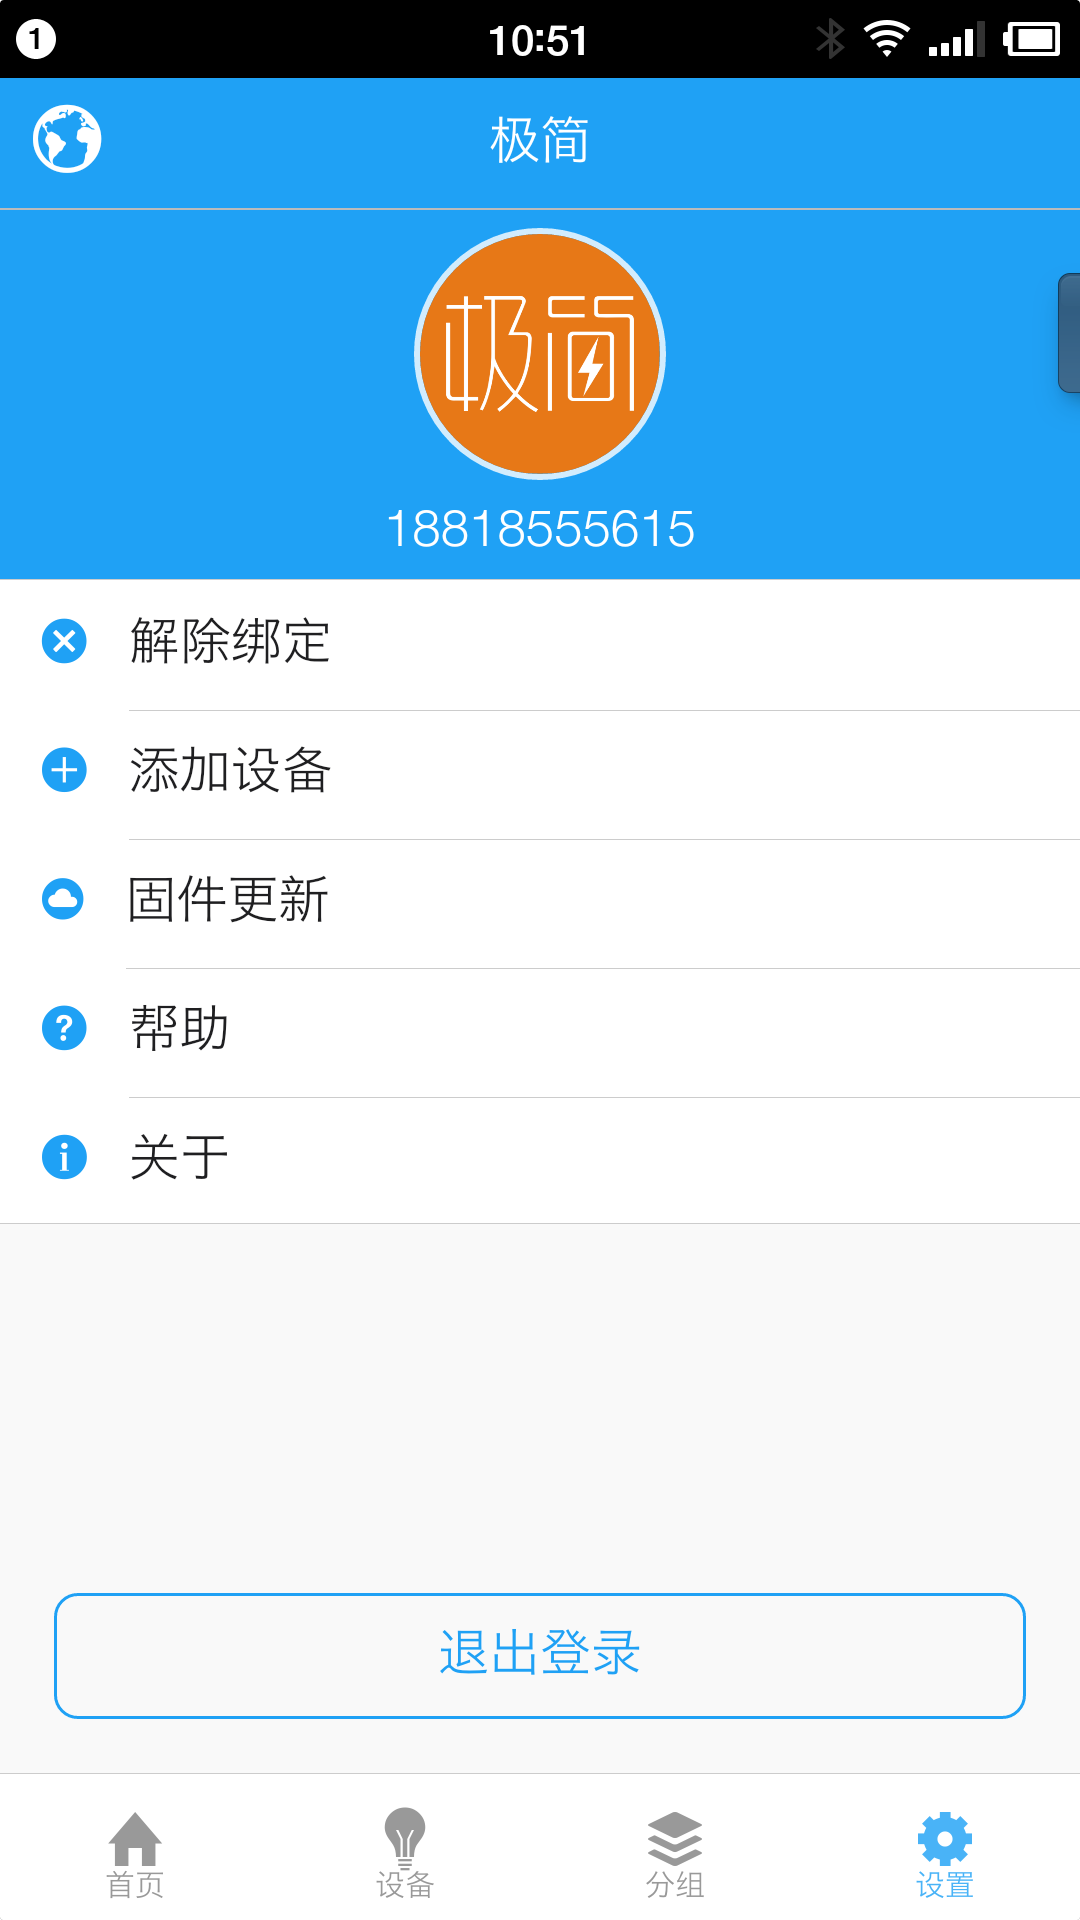 1
10:51
极简
极简
18818555615
解除绑定
添加设备
固件更新
帮助
关于
退出登录
首页 设备 分组 设置